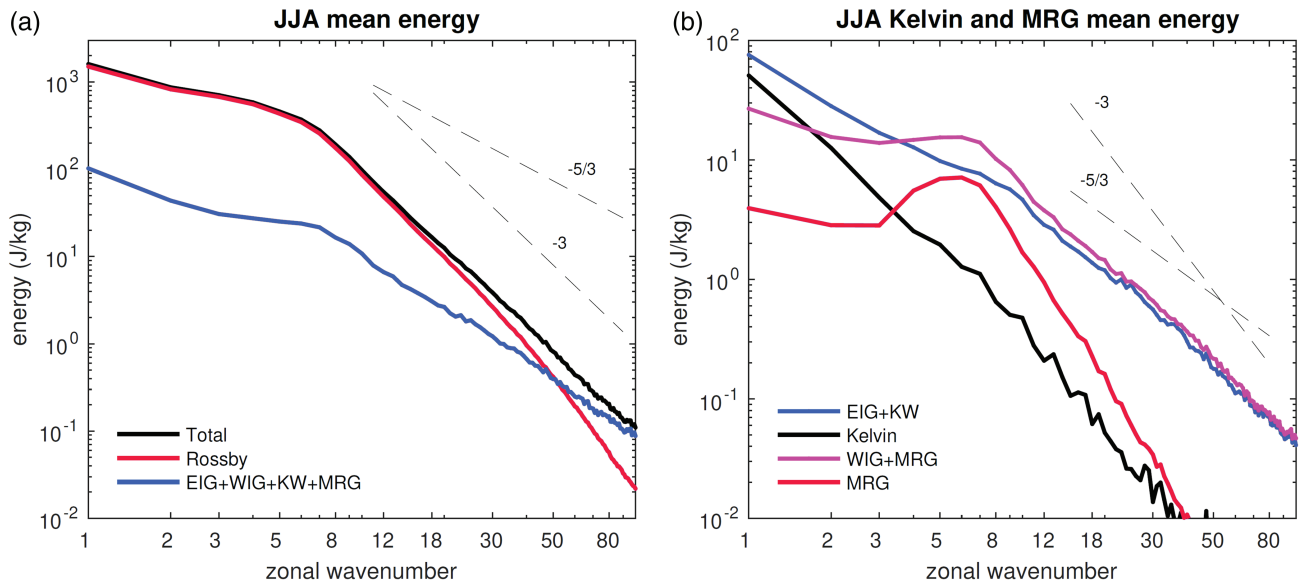 (a)
JJA mean energy
energy (J/kg)
10^3
10^2
10^1
10^0
10^-1
10^-2
-5/3
-3
Total
Rossby
EIG+WIG+KW+MRG
1 2 3 5 8 12 18 30 50 80
zonal wavenumber
(b)
JJA Kelvin and MRG mean energy
energy (J/kg)
10^2
10^1
10^0
10^-1
10^-2
-3
-5/3
EIG+KW
Kelvin
WIG+MRG
MRG
1 2 3 5 8 12 18 30 50 80
zonal wavenumber